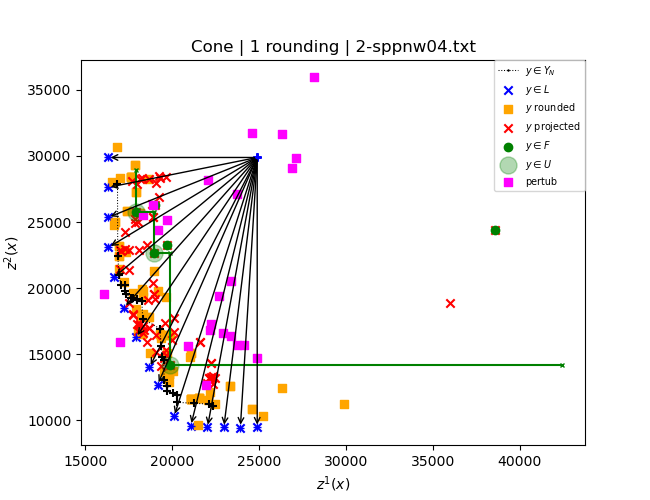 Cone | 1 rounding | 2-sppnw04.txt
y ∈ Y_N
y ∈ L
y rounded
y projected
y ∈ F
y ∈ U
pertub
z²(x)
35000
30000
25000
20000
15000
10000
15000 20000 25000 30000 35000 40000
z¹(x)